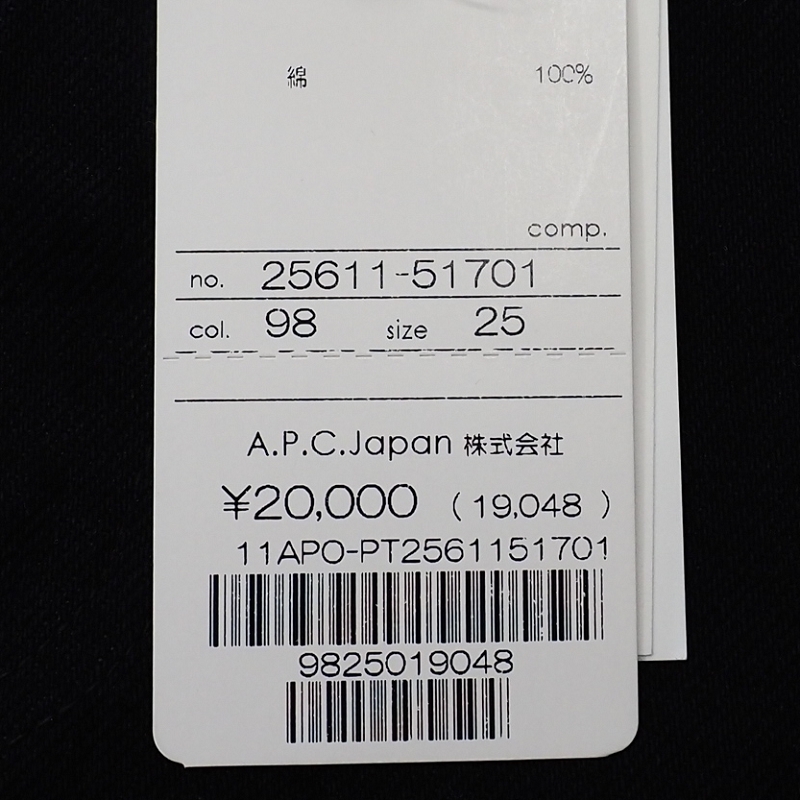 綿 100%
comp.
no. 25611-51701
col. 98 size 25
A.P.C.Japan 株式会社
¥20,000 (19,048 )
11APO-PT2561151701
9825019048